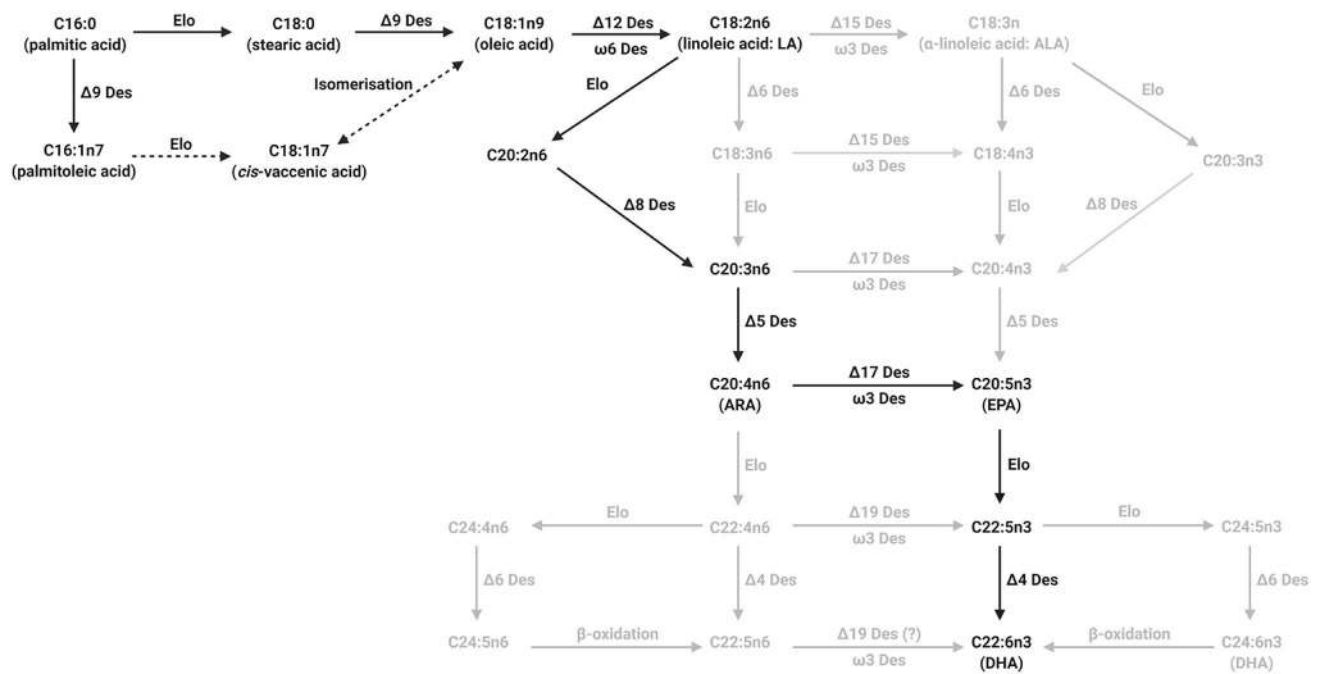 C16:0
(palmitic acid)
Elo
C18:0
(stearic acid)
Δ9 Des
C18:1n9
(oleic acid)
Δ12 Des
ω6 Des
C18:2n6
(linoleic acid: LA)
Δ15 Des
ω3 Des
C18:3n
(α-linoleic acid: ALA)
Δ9 Des
Isomerisation
Elo
Δ6 Des
Δ6 Des
Elo
C16:1n7
(palmitoleic acid)
Elo
C18:1n7
(cis-vaccenic acid)
C20:2n6
C18:3n6
Δ15 Des
ω3 Des
C18:4n3
C20:3n3
Δ8 Des
Elo
Elo
Δ8 Des
C20:3n6
Δ17 Des
ω3 Des
C20:4n3
Δ5 Des
Δ5 Des
C20:4n6
(ARA)
Δ17 Des
ω3 Des
C20:5n3
(EPA)
Elo
Elo
C24:4n6
Elo
C22:4n6
Δ19 Des
ω3 Des
C22:5n3
Elo
C24:5n3
Δ6 Des
Δ4 Des
Δ4 Des
Δ6 Des
C24:5n6
β-oxidation
C22:5n6
Δ19 Des (?)
ω3 Des
C22:6n3
(DHA)
β-oxidation
C24:6n3
(DHA)